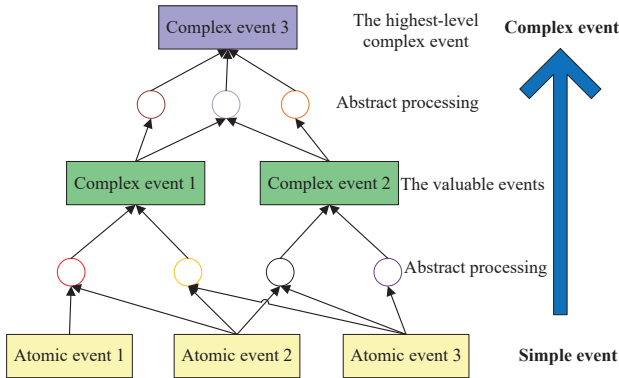 Complex event 3
The highest-level
complex event
Complex event
Abstract processing
Complex event 1
Complex event 2
The valuable events
Abstract processing
Atomic event 1
Atomic event 2
Atomic event 3
Simple event